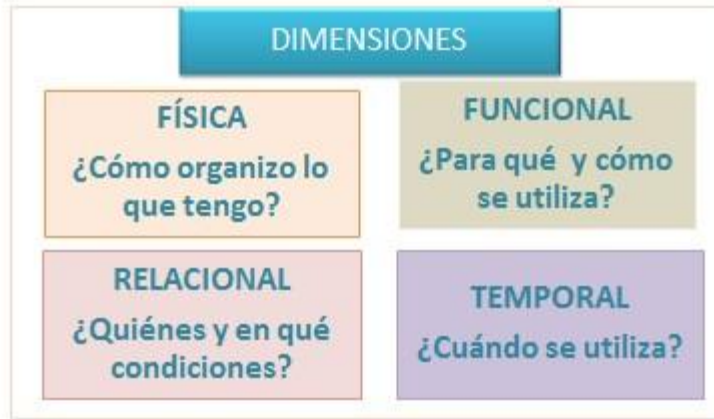 DIMENSIONES
FÍSICA
¿Cómo organizo lo
que tengo?
FUNCIONAL
¿Para qué y cómo
se utiliza?
RELACIONAL
¿Quiénes y en qué
condiciones?
TEMPORAL
¿Cuándo se utiliza?